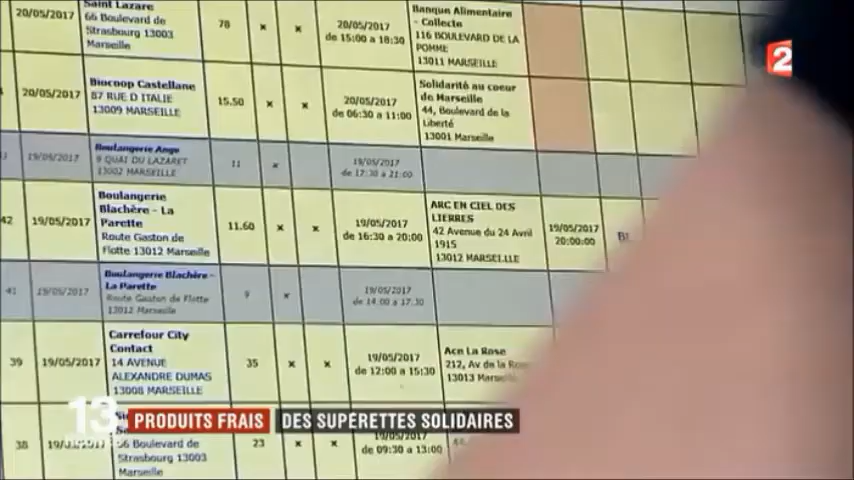 Saint Lazare
20/05/2017 66 Boulevard de Strasbourg 13003 Marseille 78 x x 20/05/2017 de 15:00 a 18:30 Banque Alimentaire - Collecte 116 BOULEVARD DE LA POMME 13011 MARSEILLE
2
20/05/2017 Biocoop Castellane 87 RUE D ITALIE 13009 MARSEILLE 15.50 x x 20/05/2017 de 06:30 a 11:00 Solidarité au coeur de Marseille 44, Boulevard de la Liberté 13001 Marseille
19/05/2017 Boulangerie Ange 9 QUAI DU LAZARET 13002 MARSEILLE 11 x 19/05/2017 de 17:30 a 21:00
42 19/05/2017 Boulangerie Blachère - La Parette Route Gaston de Flotte 13012 Marseille 11.60 x x 19/05/2017 de 16:30 a 20:00 ARC EN CIEL DES LIERRES 42 Avenue du 24 Avril 1915 13012 MARSEILLE 19/05/2017 20:00:00
41 19/05/2017 Boulangerie Blachère - La Parette Route Gaston de Flotte 13012 Marseille 9 x 19/05/2017 de 14:00 a 17:30
39 19/05/2017 Carrefour City Contact 14 AVENUE ALEXANDRE DUMAS 13008 MARSEILLE 35 x x 19/05/2017 de 12:00 a 15:30 Ace La Rose 212, Av de la 13013
13 PRODUITS FRAIS DES SUPÉRETTES SOLIDAIRES
38 66 Boulevard de Strasbourg 13003 Marseille 23 x x 19/05/2017 de 09:30 a 13:00